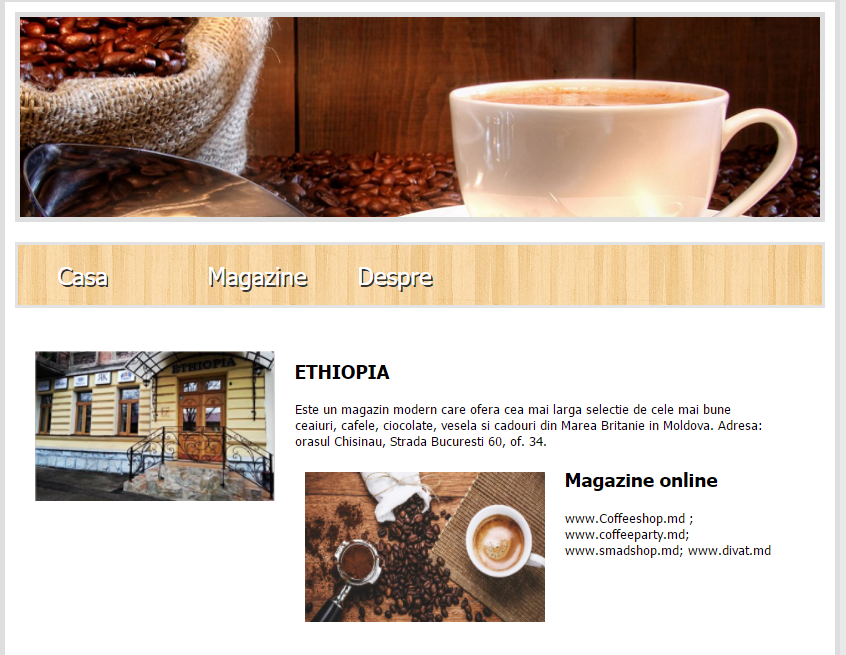 Casa Magazine Despre
ETHIOPIA
ETHIOPIA
Este un magazin modern care ofera cea mai larga selectie de cele mai bune
ceaiuri, cafele, ciocolate, vesela si cadouri din Marea Britanie in Moldova. Adresa:
orasul Chisinau, Strada Bucuresti 60, of. 34.
Magazine online
www.Coffeeshop.md ;
www.coffeeparty.md;
www.smadshop.md; www.divat.md